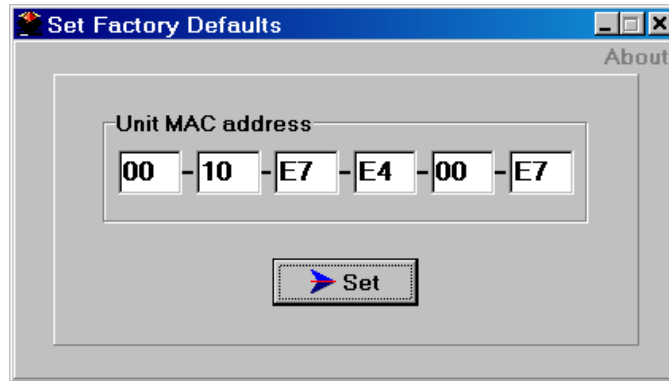 Set Factory Defaults
About
Unit MAC address
00 - 10 - E7 - E4 - 00 - E7
Set